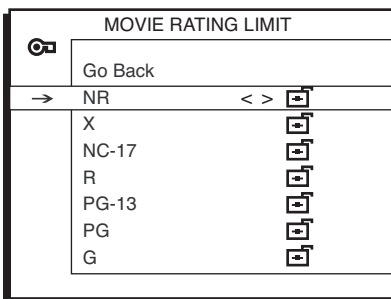 MOVIE RATING LIMIT
Go Back
→ NR < >
X
NC-17
R
PG-13
PG
G